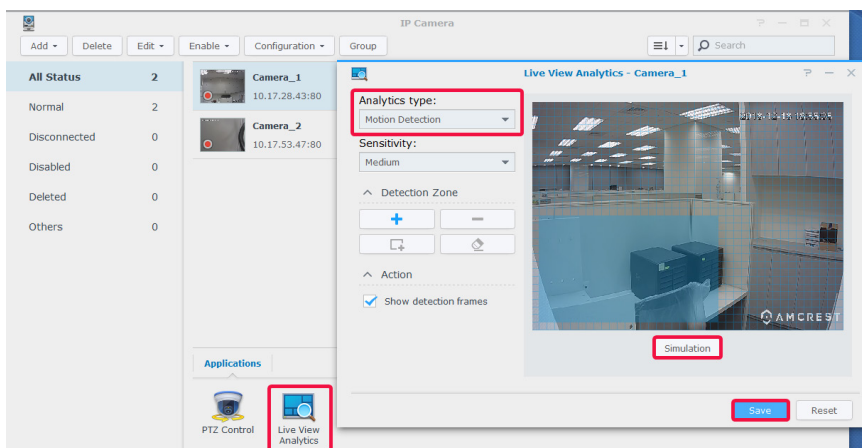 IP Camera
Add
Delete
Edit
Enable
Configuration
Group
Search
All Status 2
Normal 2
Disconnected 0
Disabled 0
Deleted 0
Others 0
Camera_1
10.17.28.43:80
Camera_2
10.17.53.47:80
Applications
PTZ Control
Live View
Analytics
Live View Analytics - Camera_1
Analytics type:
Motion Detection
Sensitivity:
Medium
Detection Zone
Action
Show detection frames
AMCREST
Simulation
Save
Reset